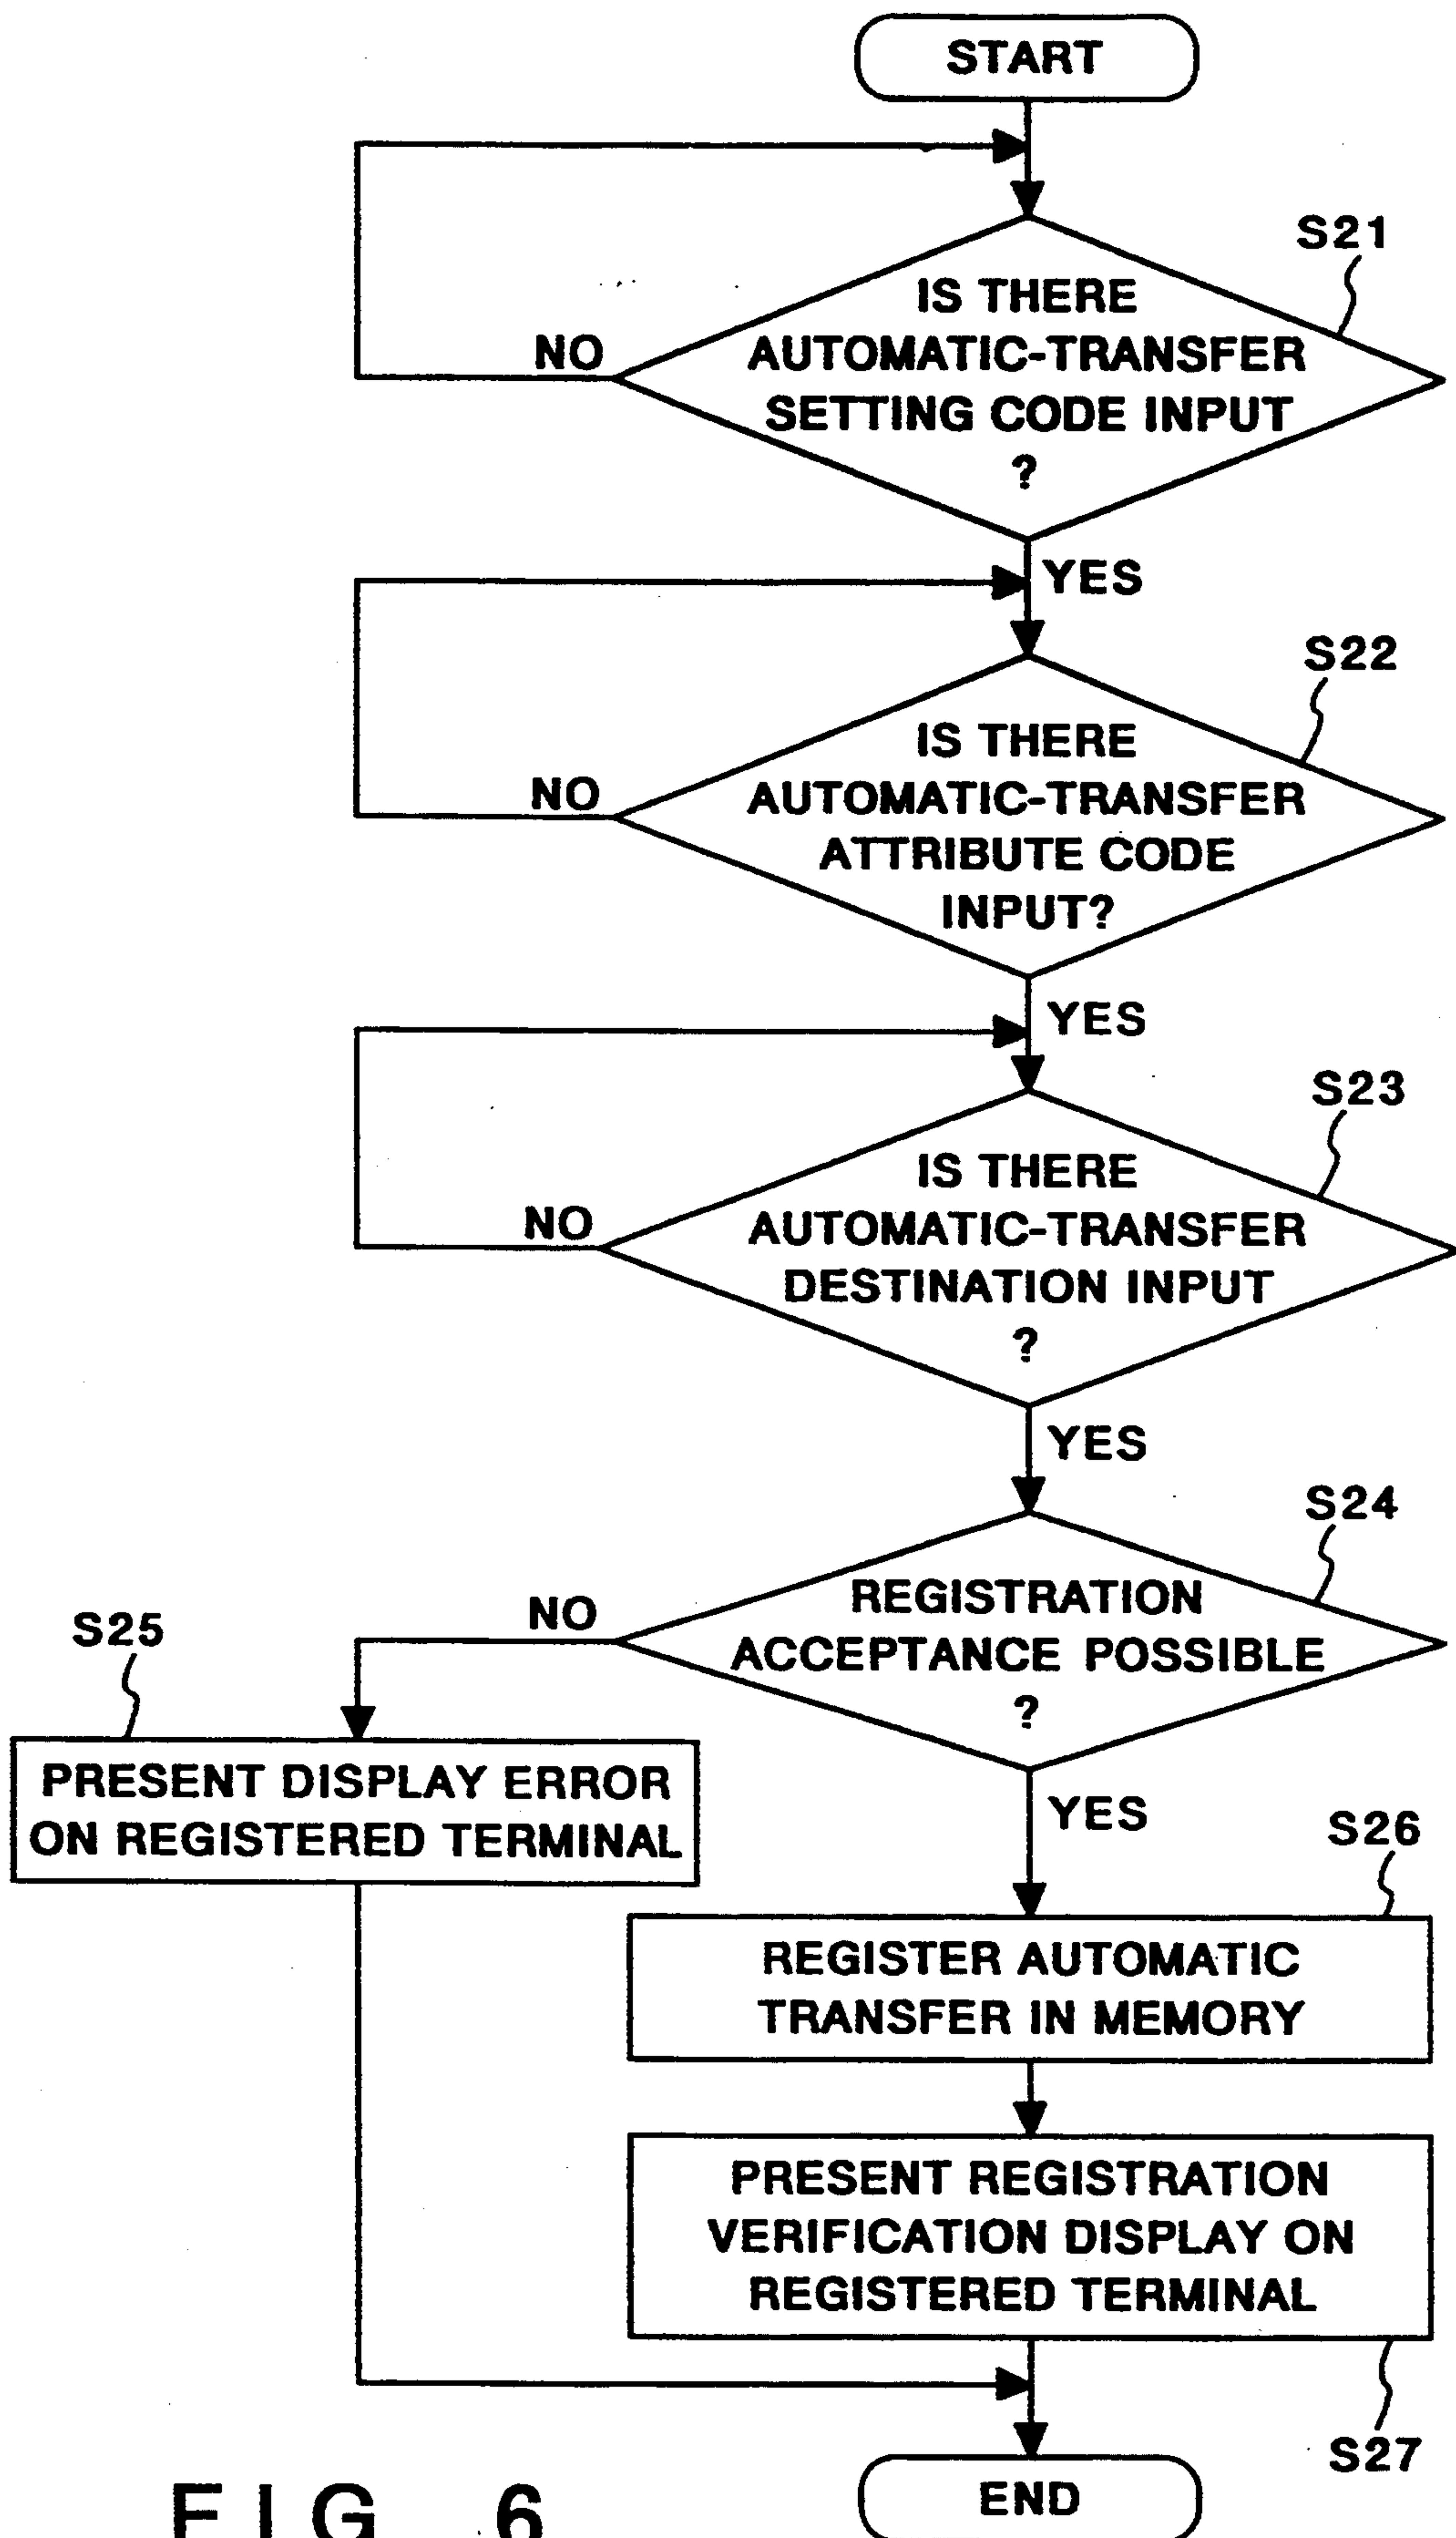 START
S21
IS THERE
AUTOMATIC-TRANSFER
SETTING CODE INPUT
?
NO
YES
S22
IS THERE
AUTOMATIC-TRANSFER
ATTRIBUTE CODE
INPUT?
NO
YES
S23
IS THERE
AUTOMATIC-TRANSFER
DESTINATION INPUT
?
NO
YES
S24
REGISTRATION
ACCEPTANCE POSSIBLE
?
NO
S25
PRESENT DISPLAY ERROR
ON REGISTERED TERMINAL
YES
S26
REGISTER AUTOMATIC
TRANSFER IN MEMORY
PRESENT REGISTRATION
VERIFICATION DISPLAY ON
REGISTERED TERMINAL
S27
END
FIG. 6